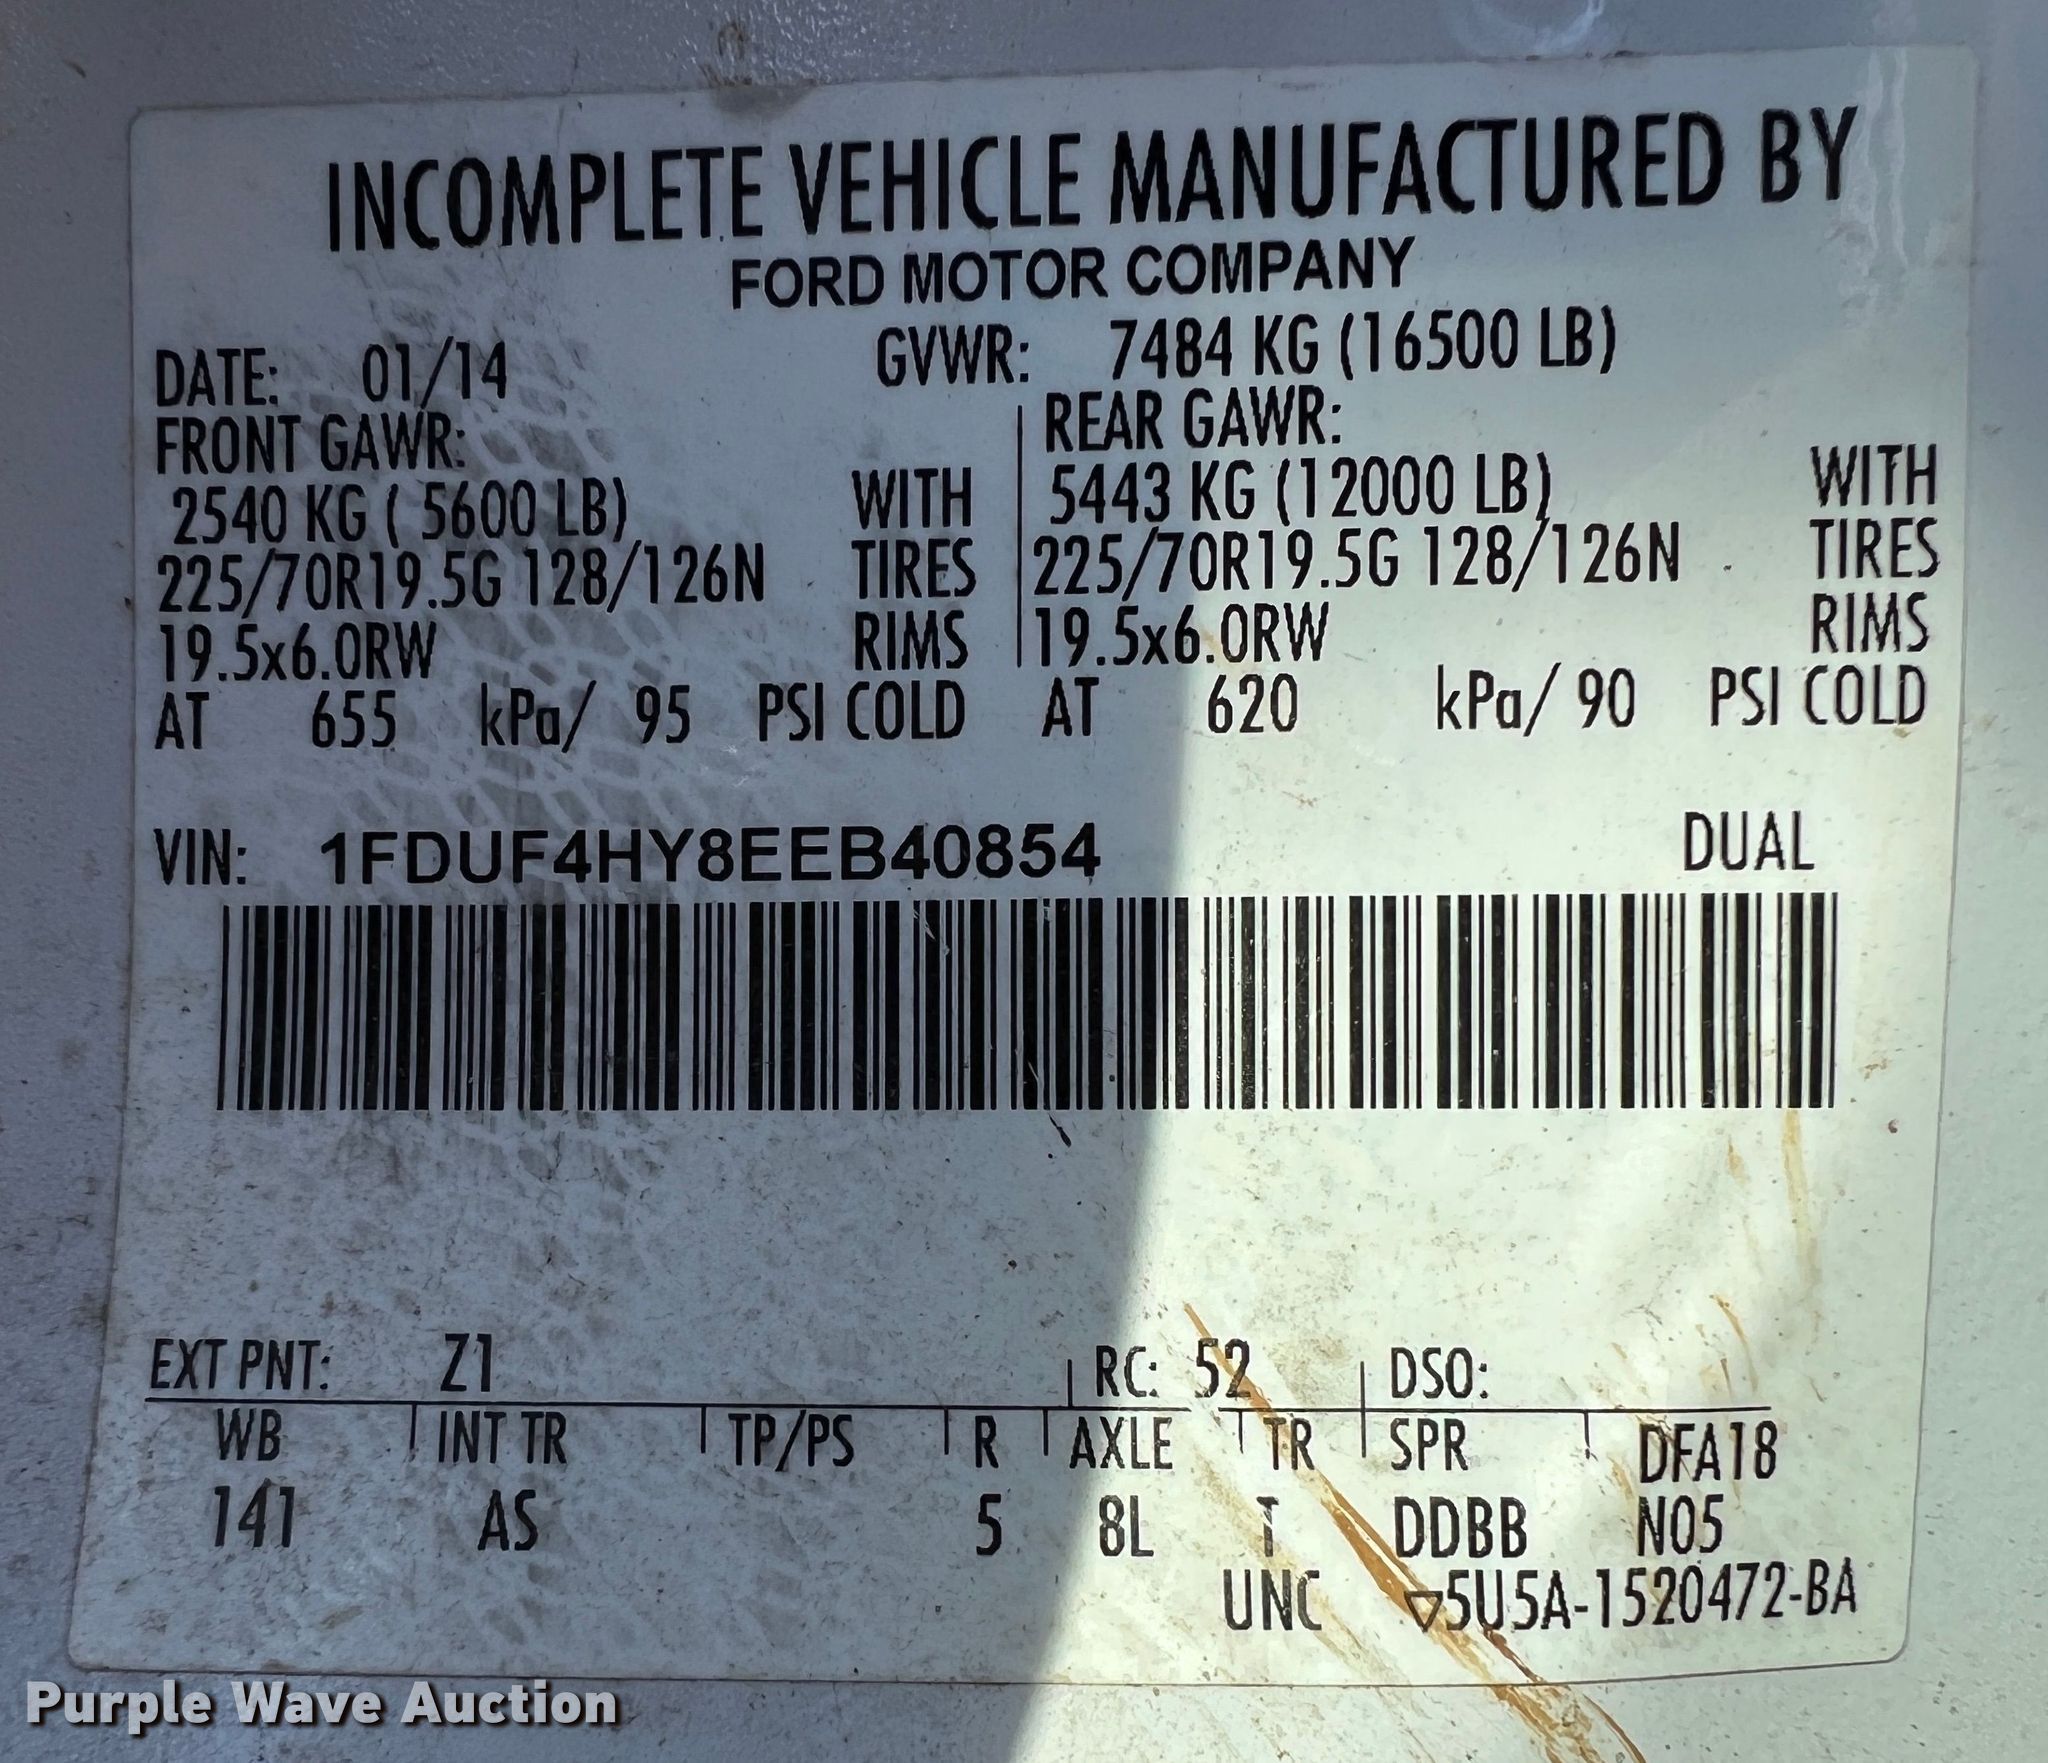 INCOMPLETE VEHICLE MANUFACTURED BY
FORD MOTOR COMPANY
DATE: 01/14 GVWR: 7484 KG (16500 LB)
FRONT GAWR: REAR GAWR:
2540 KG ( 5600 LB) WITH 5443 KG (12000 LB) WITH
225/70R19.5G 128/126N TIRES 225/70R19.5G 128/126N TIRES
19.5x6.0RW RIMS 19.5x6.0RW RIMS
AT 655 kPa/ 95 PSI COLD AT 620 kPa/ 90 PSI COLD
VIN: 1FDUF4HY8EEB40854 DUAL
EXT PNT: Z1 RC: 52 DSO:
WB INT TR TP/PS R AXLE TR SPR DFA18
141 AS 5 8L T DDBB N05
UNC ▽5U5A-1520472-BA
Purple Wave Auction